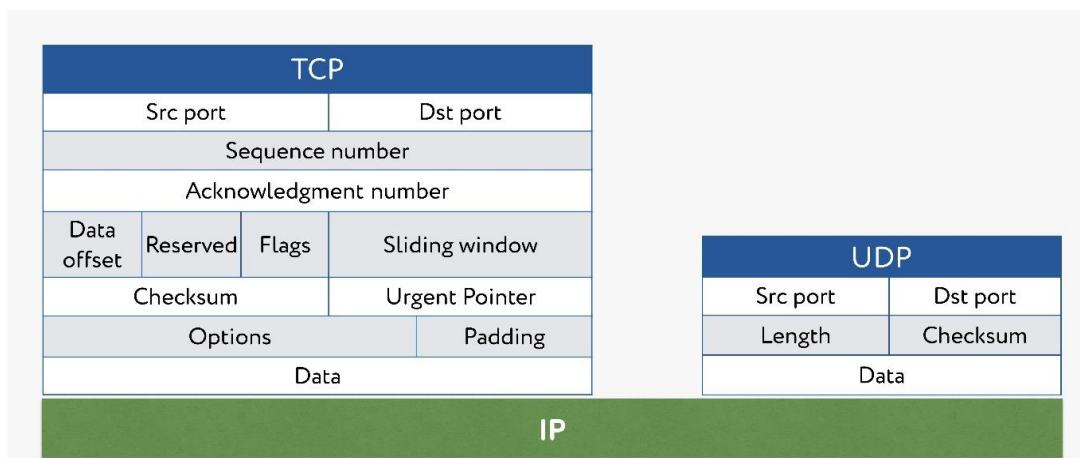 TCP
Src port Dst port
Sequence number
Acknowledgment number
Data offset Reserved Flags Sliding window
Checksum Urgent Pointer
Options Padding
Data
UDP
Src port Dst port
Length Checksum
Data
IP